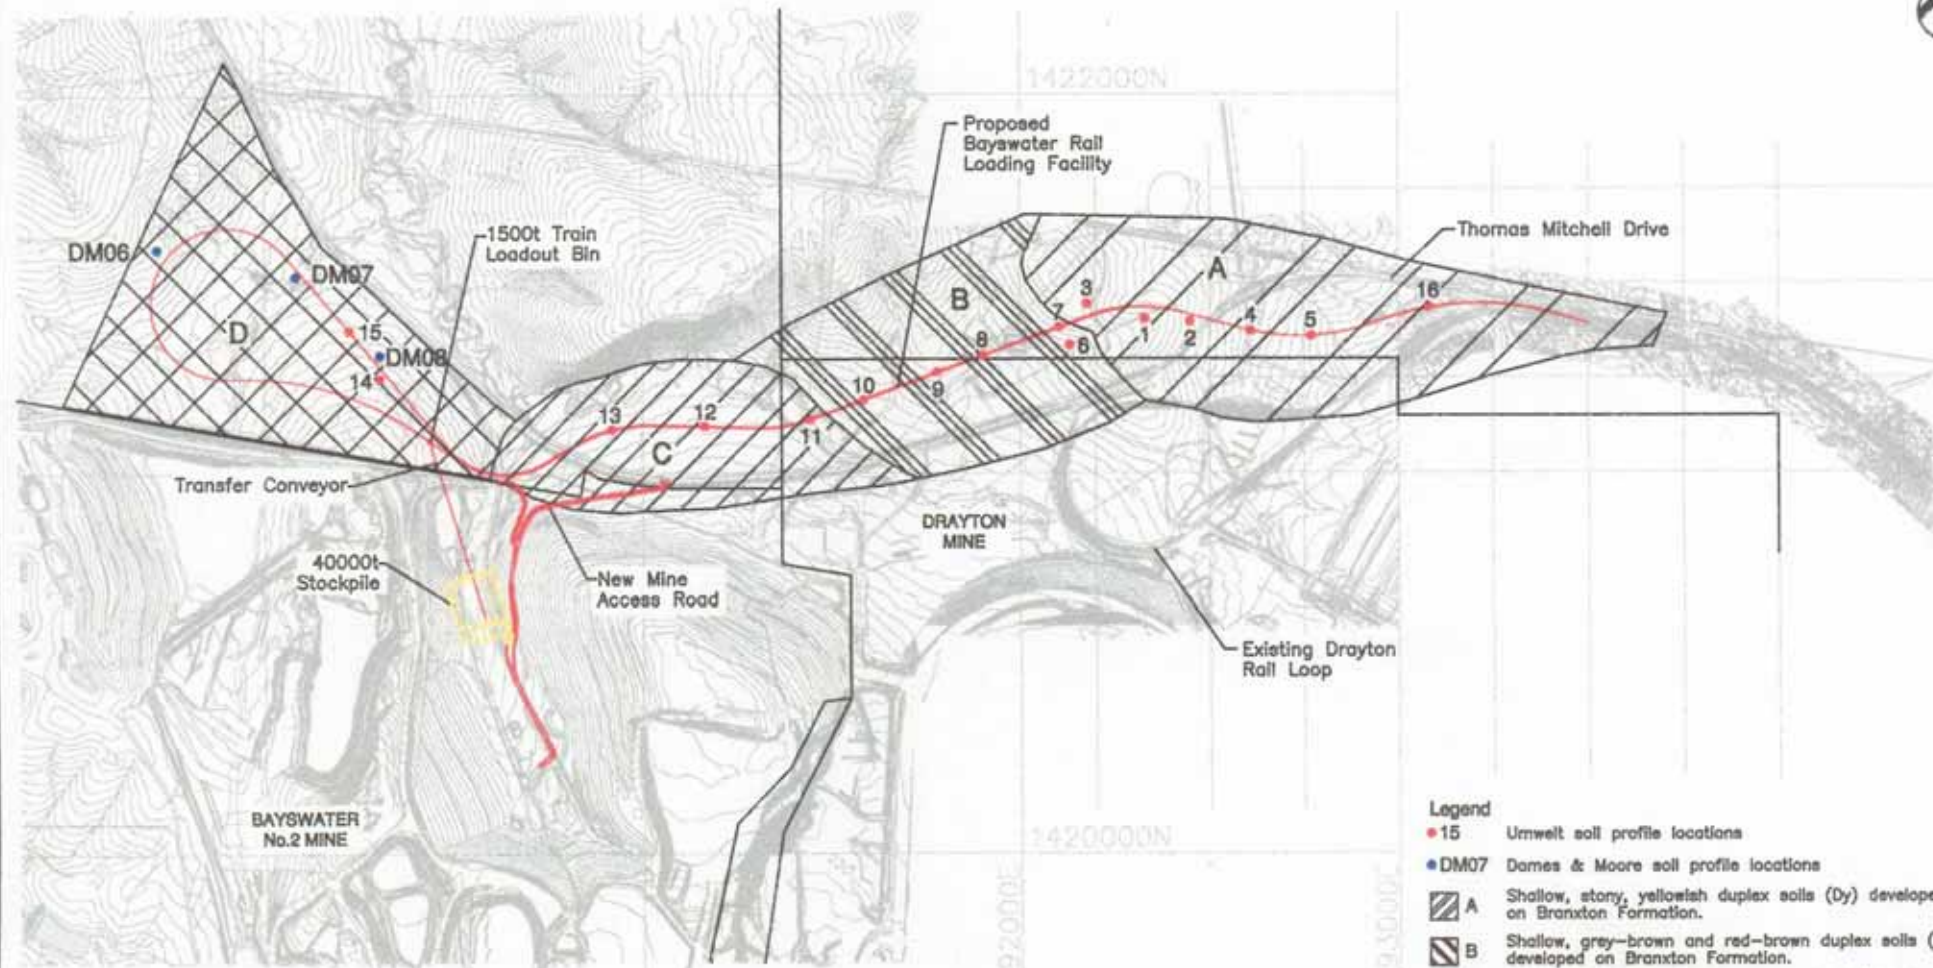 1422000N
Proposed
Bayswater Rail
Loading Facility
1500t Train
Loadout Bin
Thomas Mitchell Drive
DM06
DM07
D
15
DM08
14
A
B
3
16
7
1
2
4
5
8
6
9
10
13
12
11
C
Transfer Conveyor
DRAYTON
MINE
40000t
Stockpile
New Mine
Access Road
Existing Drayton
Rail Loop
BAYSWATER
No.2 MINE
1420000N
92000E
93000E
Legend
15 Umwelt soil profile locations
DM07 Dames & Moore soil profile locations
A Shallow, stony, yellowish duplex soils (Dy) develope
on Branxton Formation.
B Shallow, grey-brown and red-brown duplex soils (
developed on Branxton Formation.